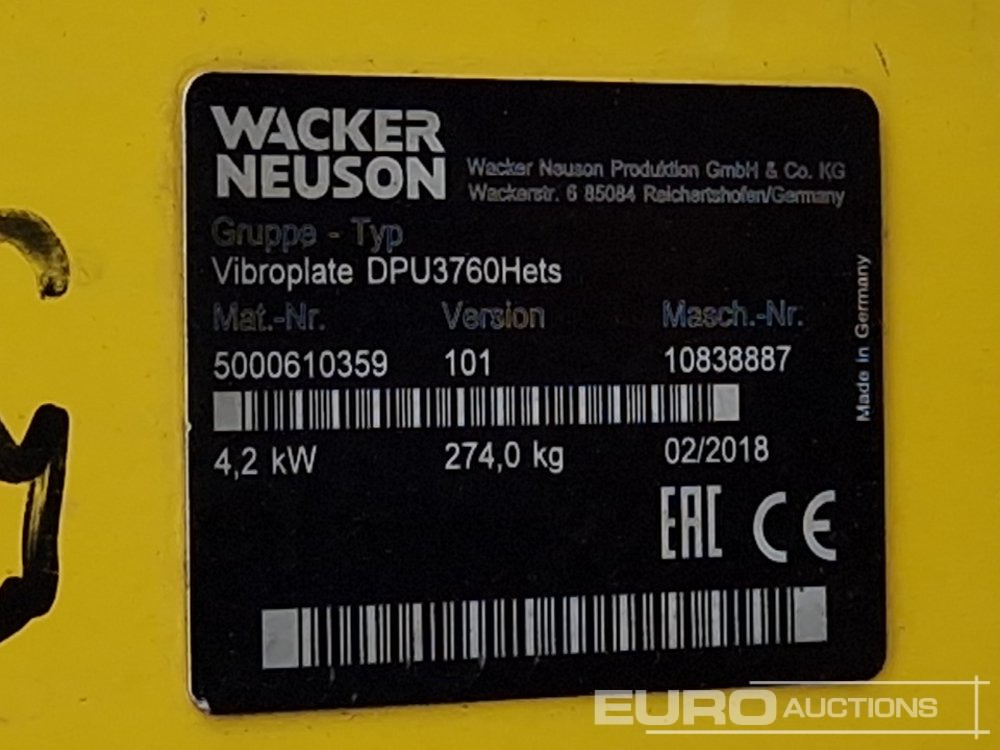 WACKER
NEUSON
Wacker Neuson Produktion GmbH & Co. KG
Wackerstr. 6 85084 Reichertshofen/Germany
Gruppe - Typ
Vibroplate DPU3760Hets
Mat.-Nr. Version Masch.-Nr.
5000610359 101 10838887
4,2 kW 274,0 kg 02/2018
EAC CE
Made in Germany
EURO AUCTIONS